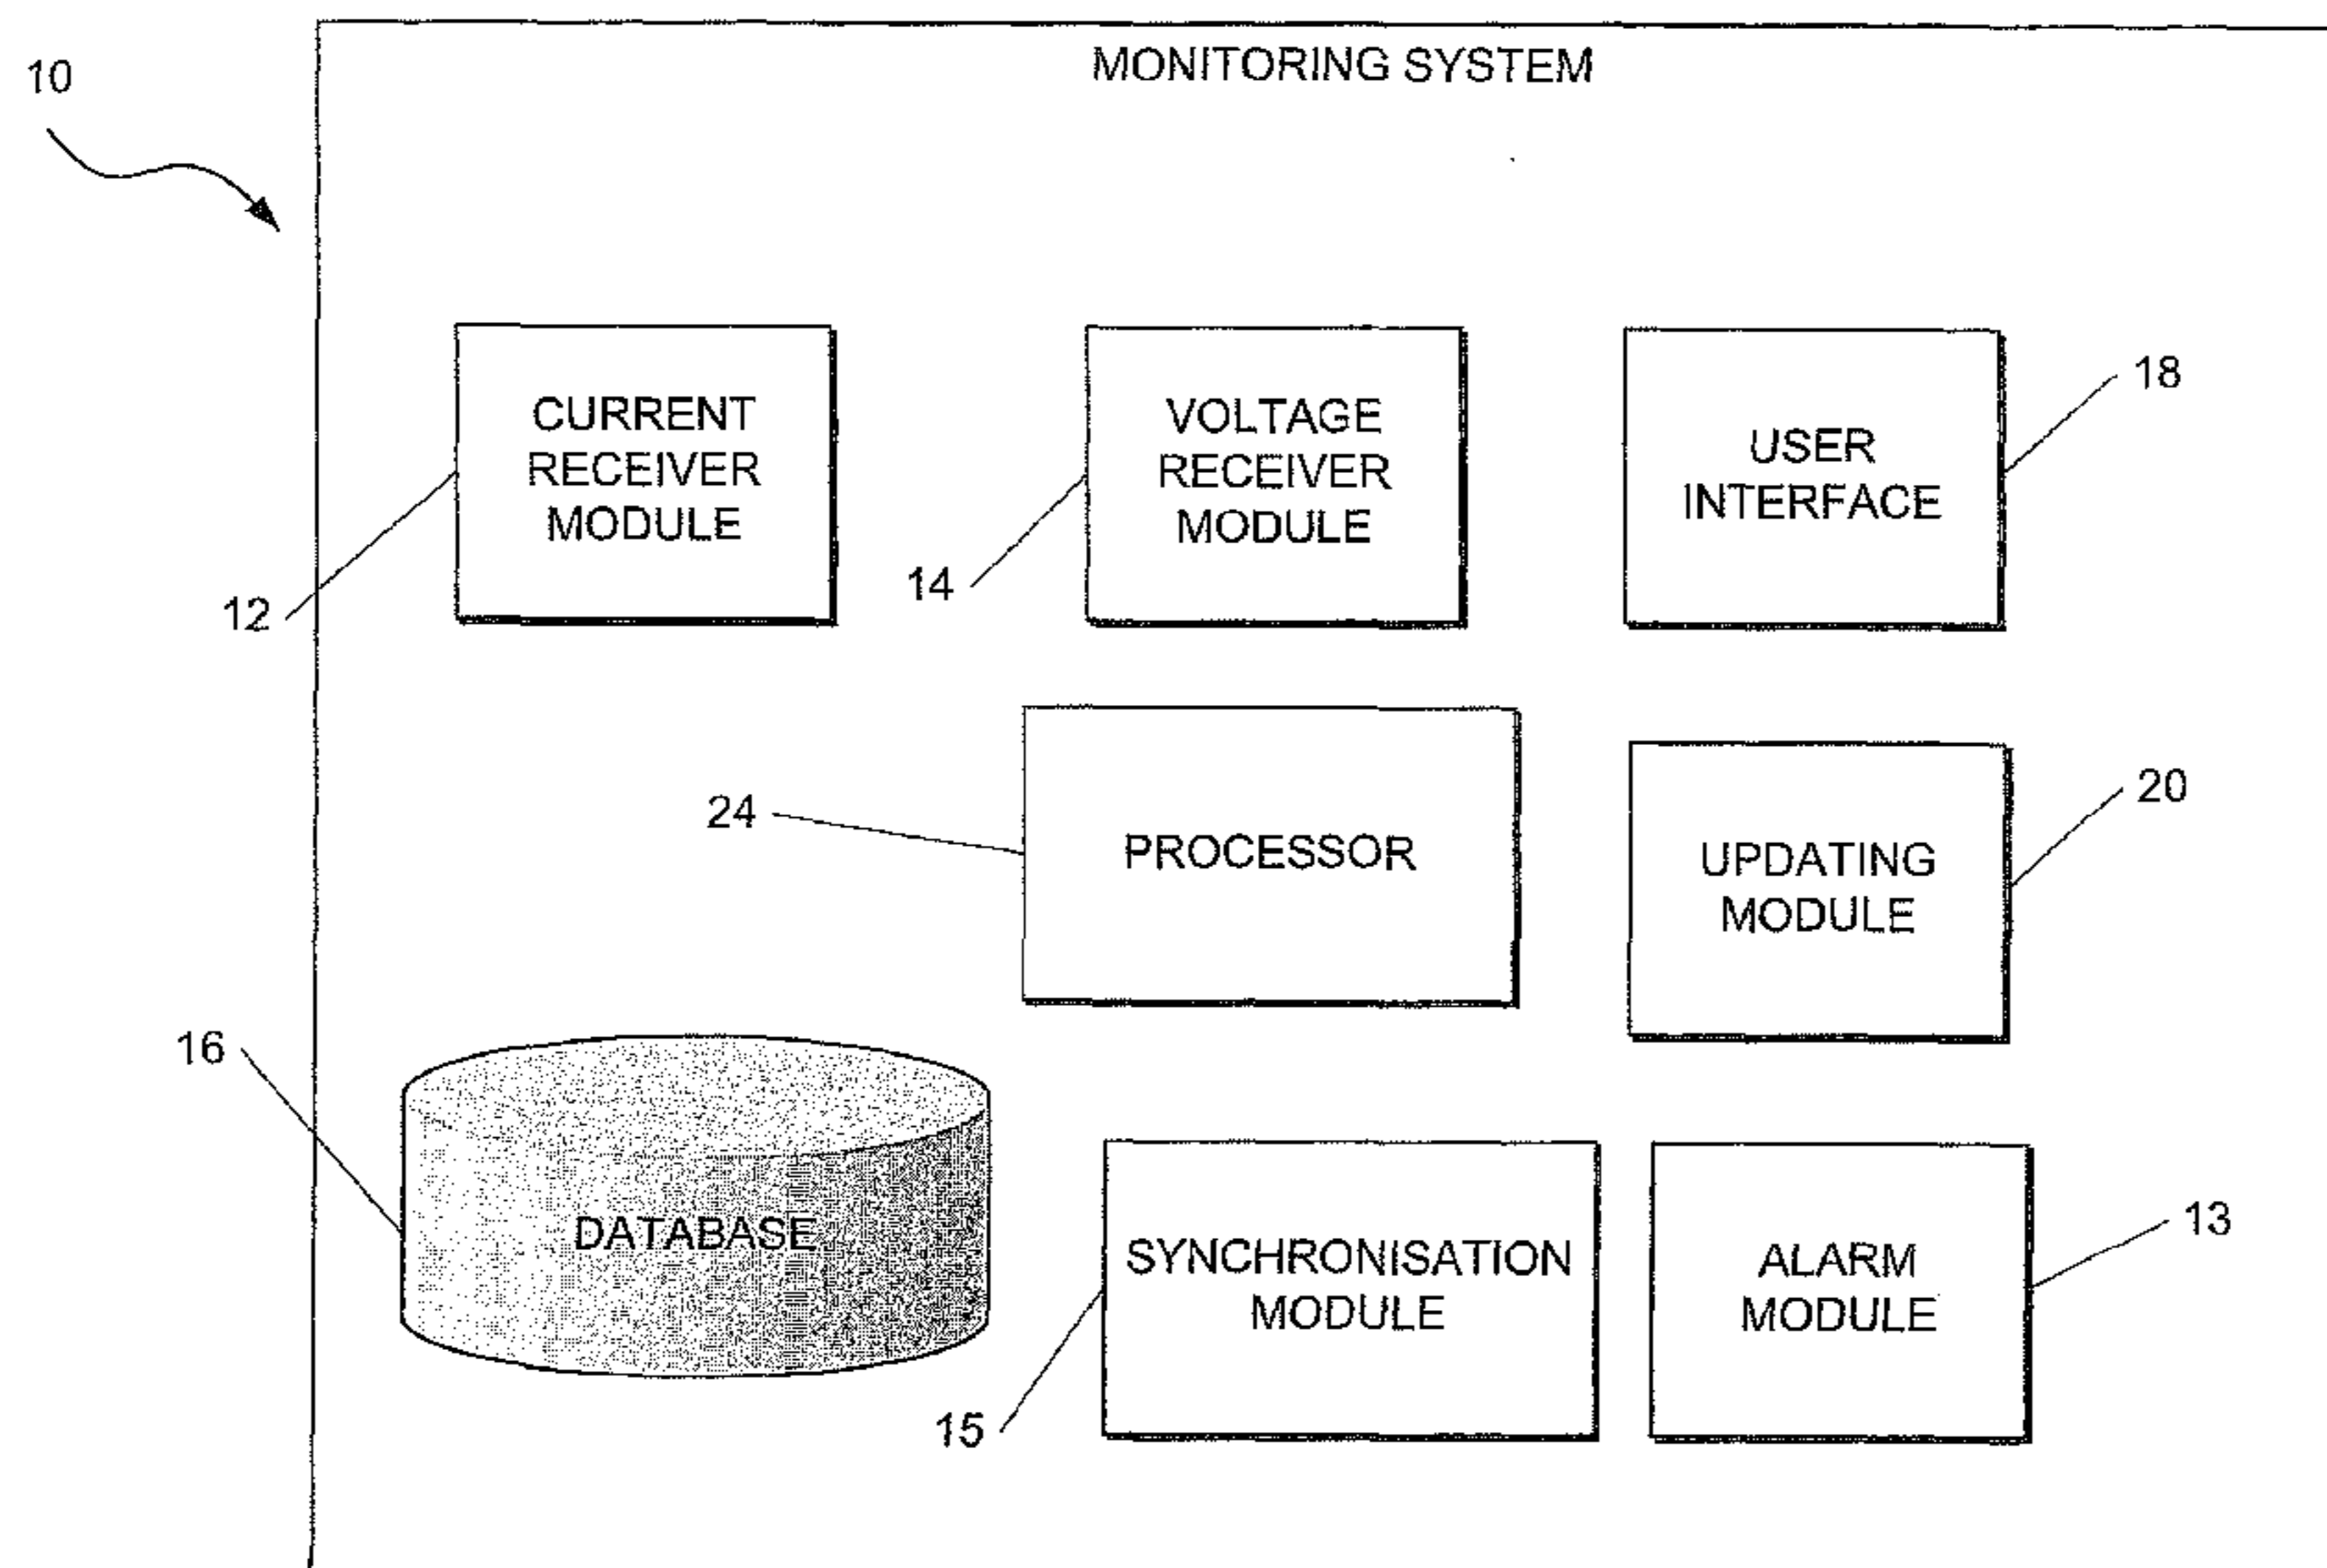 MONITORING SYSTEM
10
CURRENT
RECEIVER
MODULE
12
VOLTAGE
RECEIVER
MODULE
14
USER
INTERFACE
18
PROCESSOR
24
UPDATING
MODULE
20
DATABASE
16
SYNCHRONISATION
MODULE
15
ALARM
MODULE
13